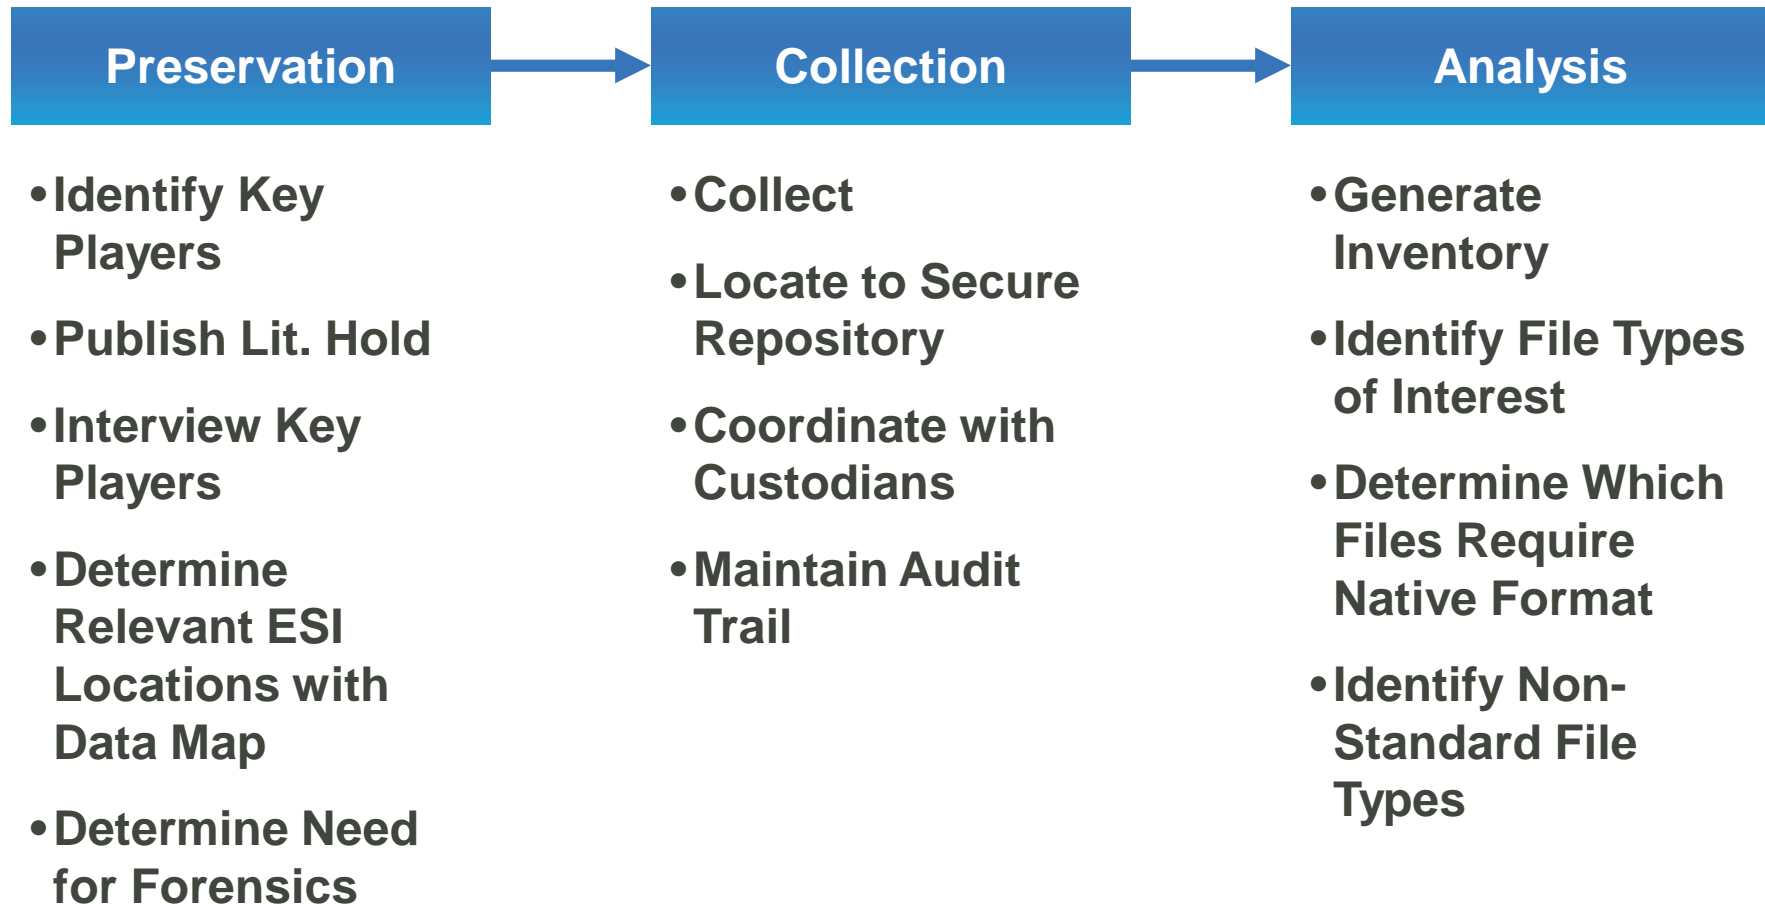 Preservation
Collection
Analysis
•Identify Key
Players
•Publish Lit. Hold
•Interview Key
Players
•Determine
Relevant ESI
Locations with
Data Map
•Determine Need
for Forensics
•Collect
•Locate to Secure
Repository
•Coordinate with
Custodians
•Maintain Audit
Trail
•Generate
Inventory
•Identify File Types
of Interest
•Determine Which
Files Require
Native Format
•Identify Non-
Standard File
Types